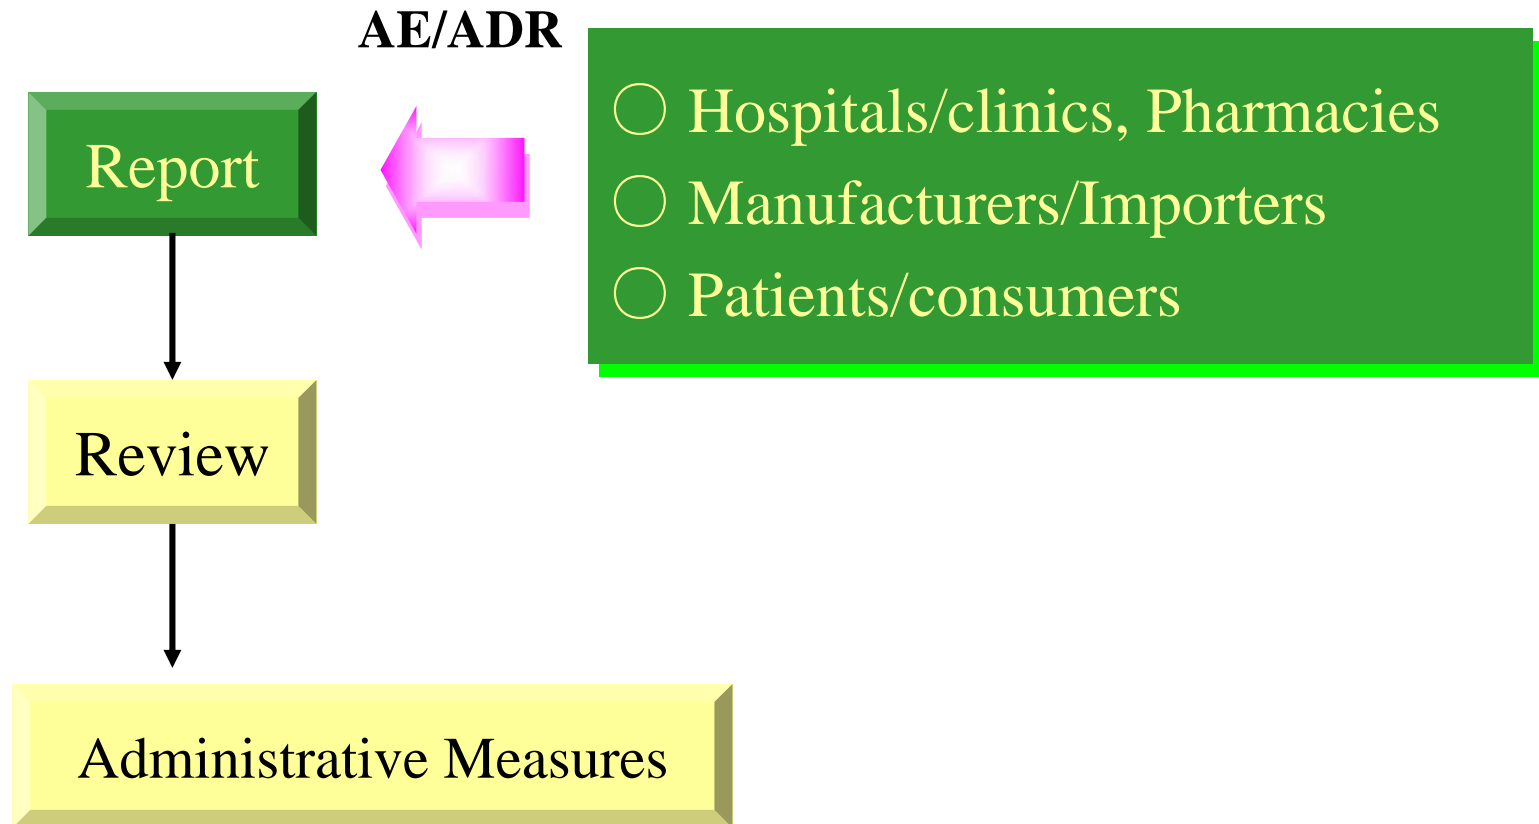 AE/ADR
Report
○ Hospitals/clinics, Pharmacies
○ Manufacturers/Importers
○ Patients/consumers
Review
Administrative Measures